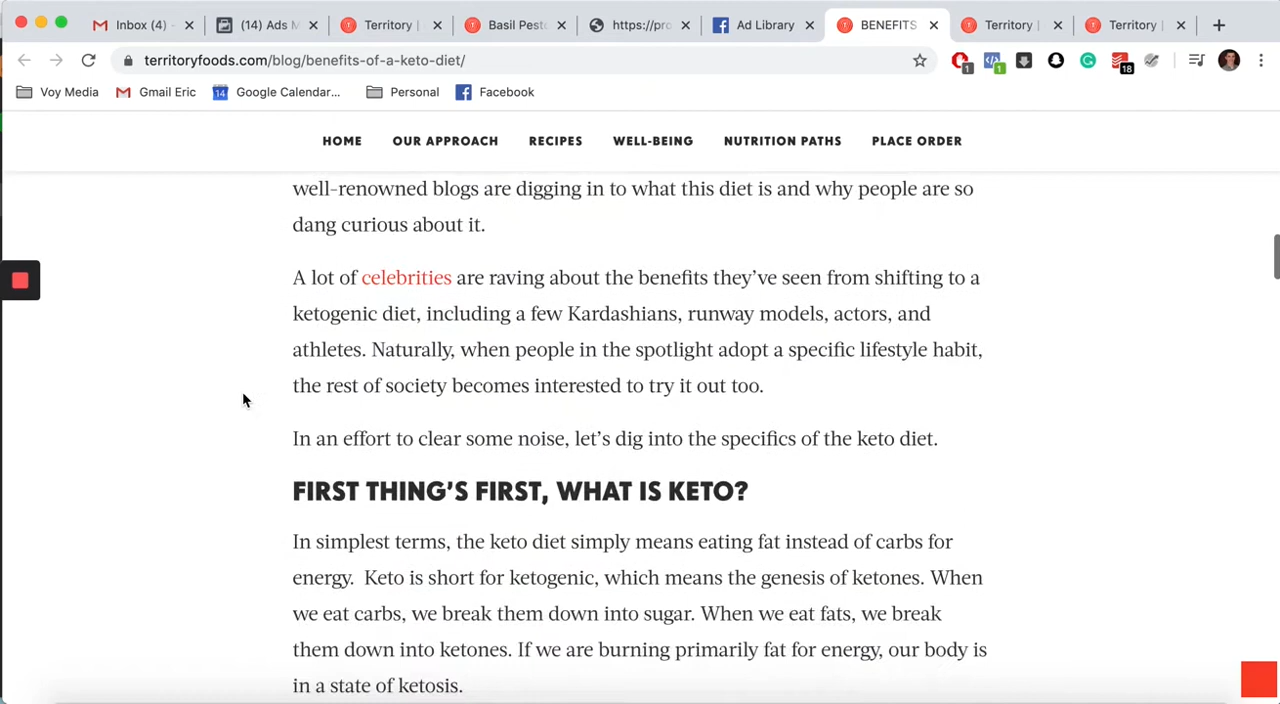 Inbox (4) -
(14) Ads M
Territory |
Basil Pest
https://pro
Ad Library
BENEFITS
Territory |
Territory |
territoryfoods.com/blog/benefits-of-a-keto-diet/
1
1
18
Voy Media
Gmail Eric
14
Google Calendar...
Personal
Facebook
HOME
OUR APPROACH
RECIPES
WELL-BEING
NUTRITION PATHS
PLACE ORDER
well-renowned blogs are digging in to what this diet is and why people are so
dang curious about it.
A lot of celebrities are raving about the benefits they’ve seen from shifting to a
ketogenic diet, including a few Kardashians, runway models, actors, and
athletes. Naturally, when people in the spotlight adopt a specific lifestyle habit,
the rest of society becomes interested to try it out too.
In an effort to clear some noise, let’s dig into the specifics of the keto diet.
FIRST THING’S FIRST, WHAT IS KETO?
In simplest terms, the keto diet simply means eating fat instead of carbs for
energy.  Keto is short for ketogenic, which means the genesis of ketones. When
we eat carbs, we break them down into sugar. When we eat fats, we break
them down into ketones. If we are burning primarily fat for energy, our body is
in a state of ketosis.